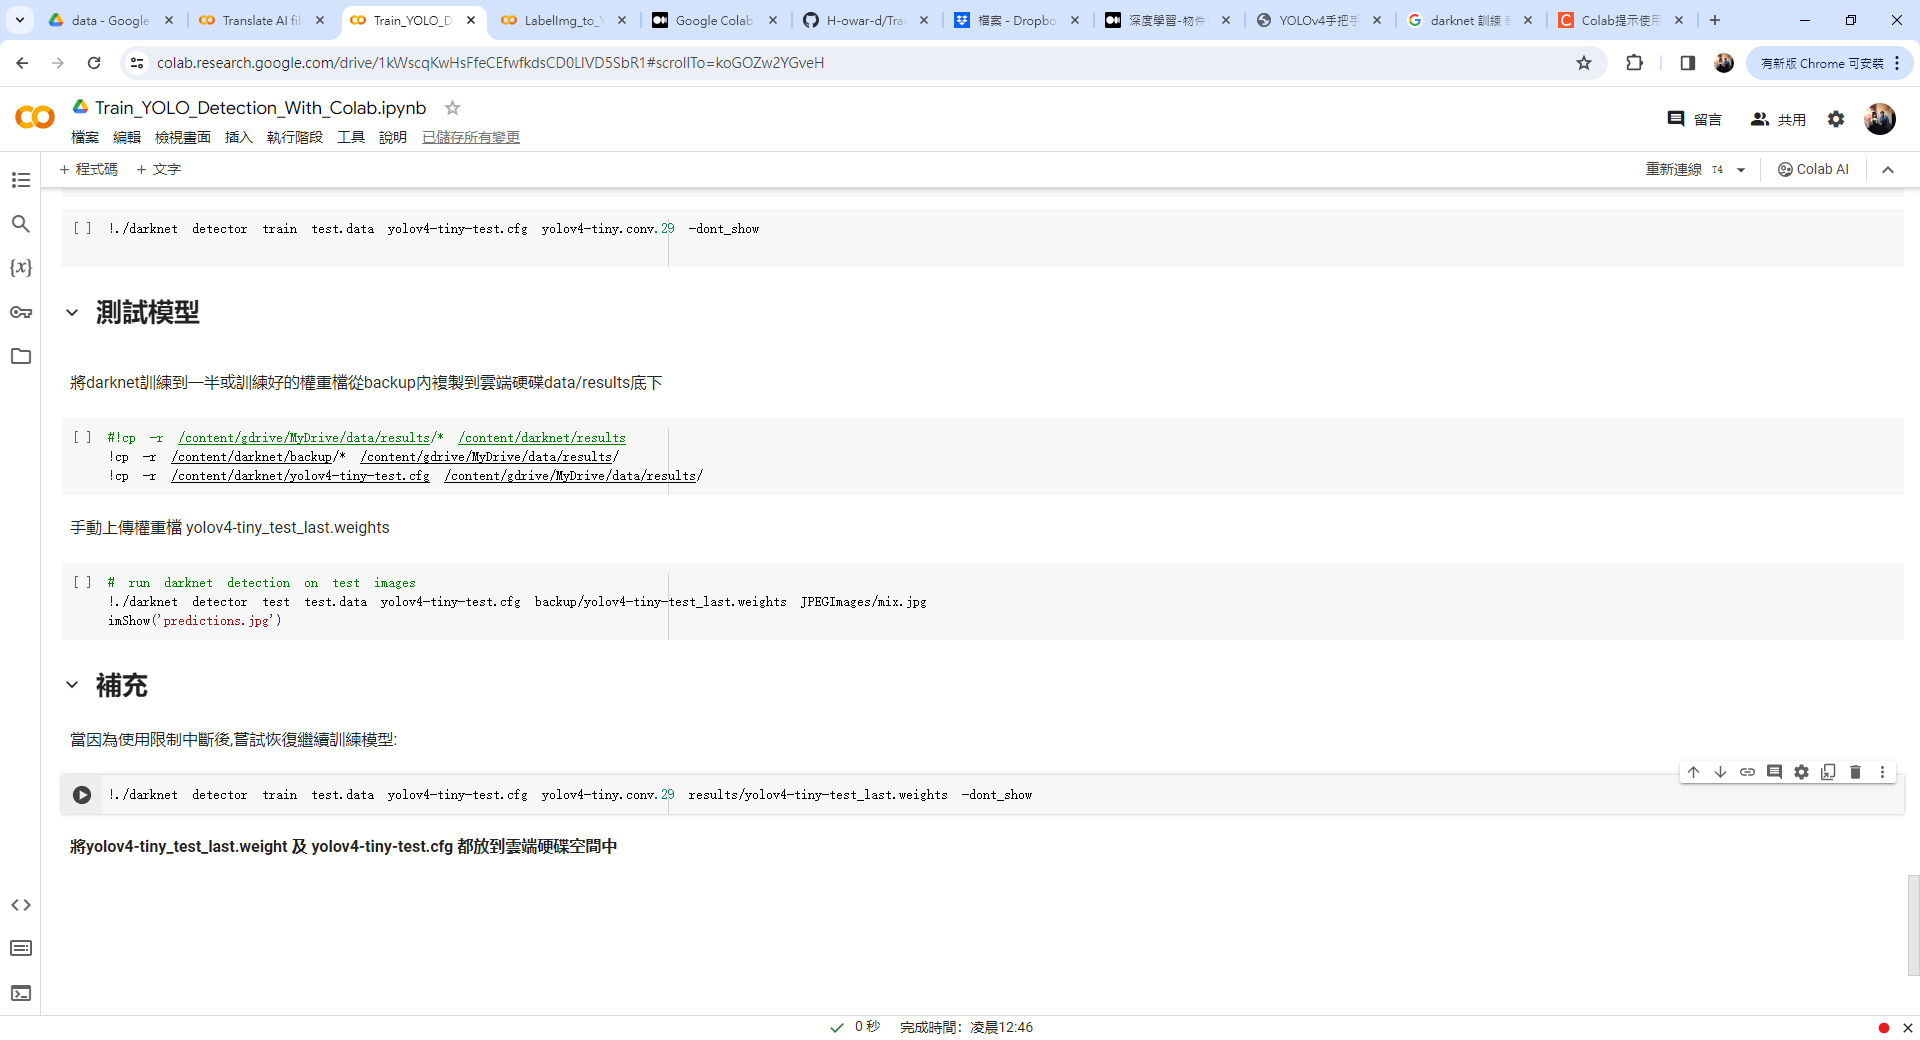 data - Google
Translate AI fil
Train_YOLO_D
LabelImg_to_Y
Google Colab
H-owar-d/Trai
檔案 - Dropbo
深度學習-物件
YOLOv4手把手
darknet 訓練
Colab提示使用
colab.research.google.com/drive/1kWscqKwHsFfeCEfwfkdsCD0LIVD5SbR1#scrollTo=koGOZw2YGveH
有新版 Chrome 可安裝
Train_YOLO_Detection_With_Colab.ipynb
檔案 編輯 檢視畫面 插入 執行階段 工具 說明 已儲存所有變更
留言 共用
+ 程式碼 + 文字
重新連線 T4
Colab AI
[ ] !./darknet detector train test.data yolov4-tiny-test.cfg yolov4-tiny.conv.29 -dont_show
測試模型
將darknet訓練到一半或訓練好的權重檔從backup內複製到雲端硬碟data/results底下
[ ] #!cp -r /content/gdrive/MyDrive/data/results/* /content/darknet/results
!cp -r /content/darknet/backup/* /content/gdrive/MyDrive/data/results/
!cp -r /content/darknet/yolov4-tiny-test.cfg /content/gdrive/MyDrive/data/results/
手動上傳權重檔 yolov4-tiny_test_last.weights
[ ] # run darknet detection on test images
!./darknet detector test test.data yolov4-tiny-test.cfg backup/yolov4-tiny-test_last.weights JPEGImages/mix.jpg
imShow('predictions.jpg')
補充
當因為使用限制中斷後,嘗試恢復繼續訓練模型:
!./darknet detector train test.data yolov4-tiny-test.cfg yolov4-tiny.conv.29 results/yolov4-tiny-test_last.weights -dont_show
將yolov4-tiny_test_last.weight 及 yolov4-tiny-test.cfg 都放到雲端硬碟空間中
0 秒 完成時間：凌晨12:46